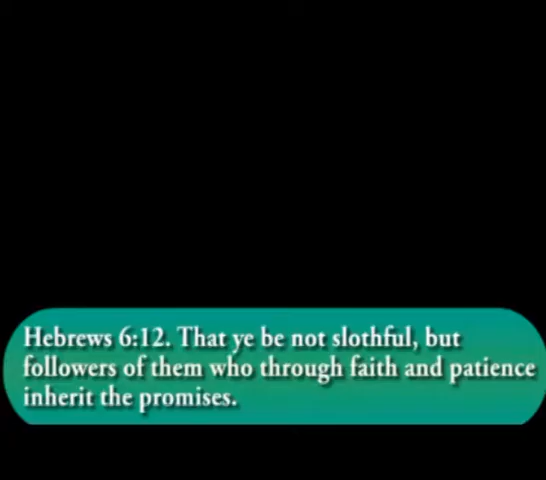 Hebrews 6:12. That ye be not slothful, but
followers of them who through faith and patience
inherit the promises.